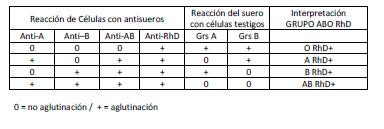 Reacción de Células con antisueros Reacción del suero con células testigos Interpretación GRUPO ABO RhD
Anti-A Anti–B Anti-AB Anti-RhD Grs A Grs B
0 0 0 + + + O RhD+
+ 0 + + 0 + A RhD+
0 + + + + 0 B RhD+
+ + + + 0 0 AB RhD+
0 = no aglutinación / + = aglutinación